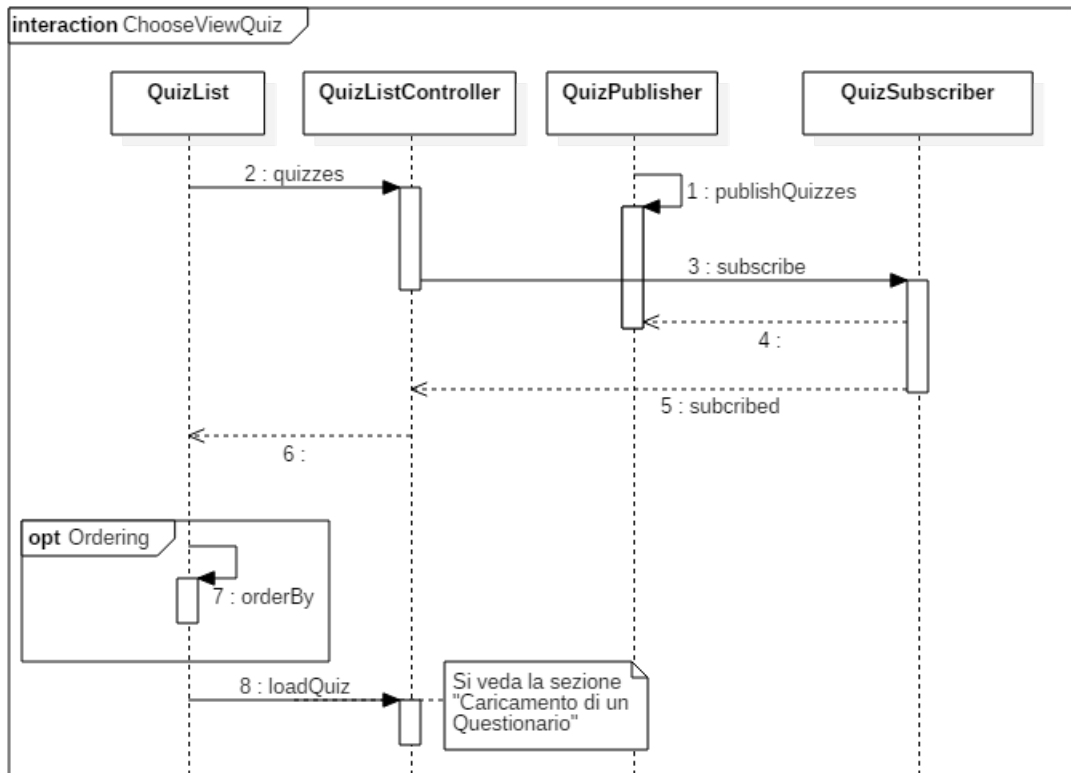 interaction ChooseViewQuiz
QuizList
QuizListController
QuizPublisher
QuizSubscriber
2 : quizzes
1 : publishQuizzes
3 : subscribe
4 :
5 : subcribed
6 :
opt Ordering
7 : orderBy
8 : loadQuiz
Si veda la sezione
"Caricamento di un
Questionario"